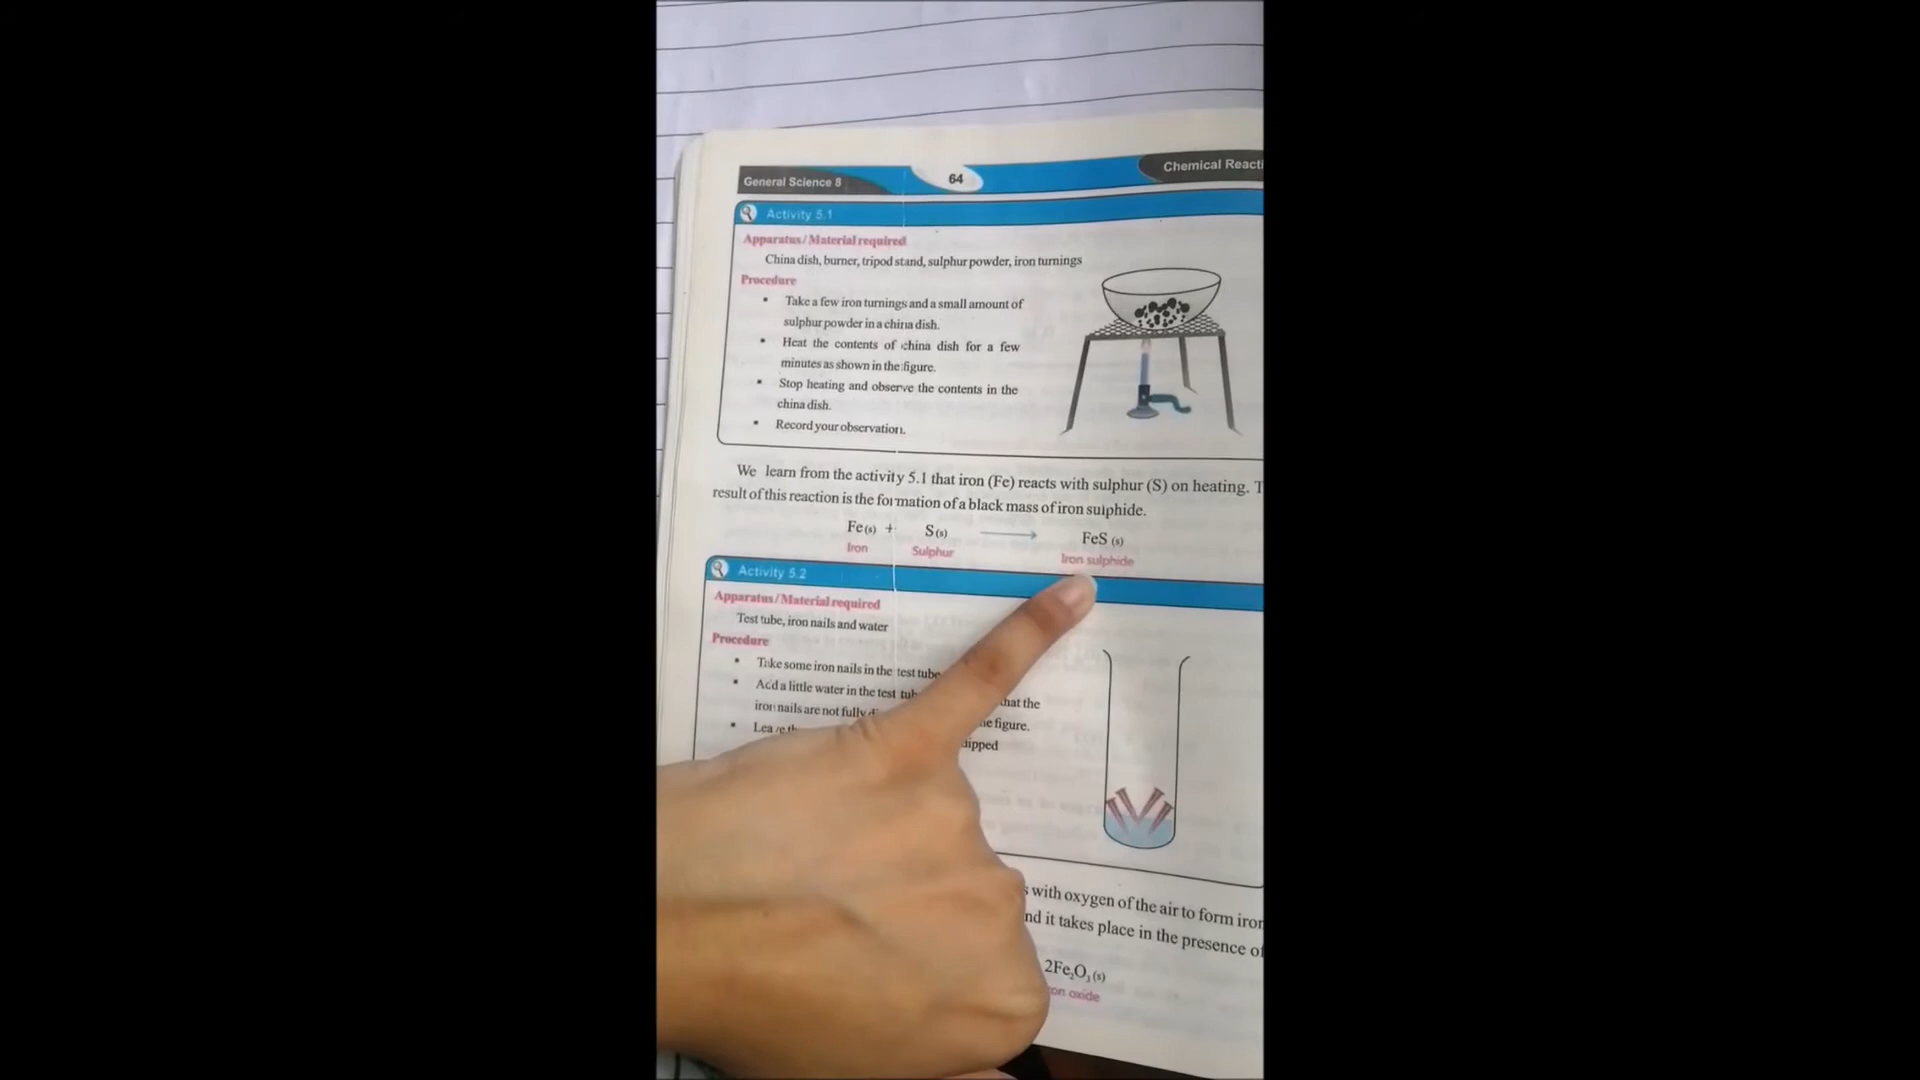 General Science 8
64
Chemical Reacti
Activity 5.1
Apparatus/Material required
China dish, burner, tripod stand, sulphur powder, iron turnings
Procedure
▪ Take a few iron turnings and a small amount of
sulphur powder in a china dish.
▪ Heat the contents of china dish for a few
minutes as shown in the figure.
▪ Stop heating and observe the contents in the
china dish.
▪ Record your observation.
We learn from the activity 5.1 that iron (Fe) reacts with sulphur (S) on heating. T
result of this reaction is the formation of a black mass of iron sulphide.
Fe(s) + S(s) → FeS (s)
Iron Sulphur Iron sulphide
Activity 5.2
Apparatus/Material required
Test tube, iron nails and water
Procedure
▪ Take some iron nails in the test tube
▪ Add a little water in the test tub hat the
iron nails are not fully d he figure.
▪ Leave th dipped
s with oxygen of the air to form iron
nd it takes place in the presence of
2Fe₂O₃(s)
on oxide